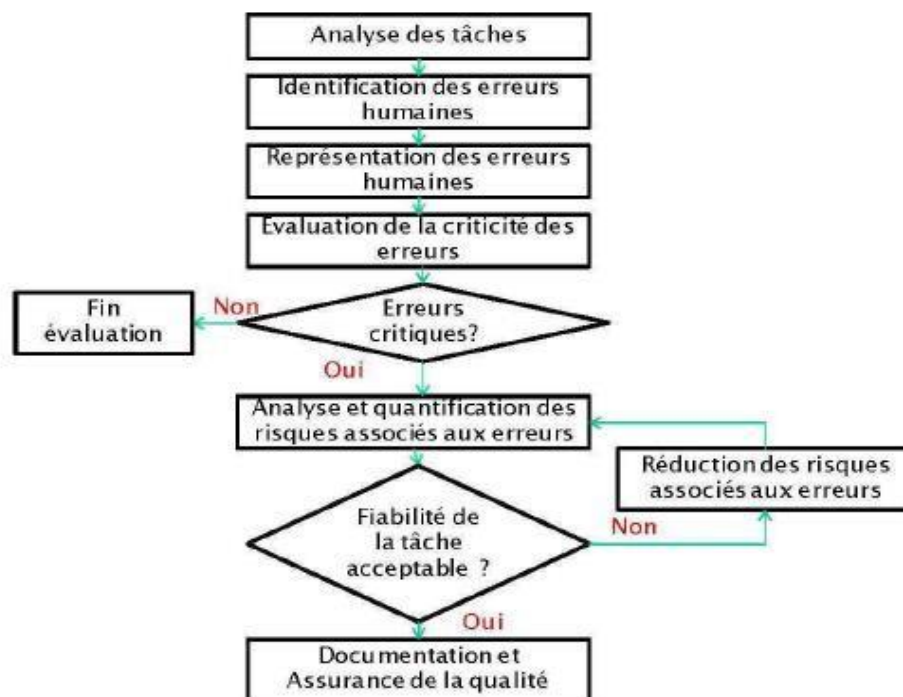 Analyse des tâches
Identification des erreurs
humaines
Représentation des erreurs
humaines
Evaluation de la criticité des
erreurs
Erreurs
critiques?
Non
Fin
évaluation
Oui
Analyse et quantification des
risques associés aux erreurs
Fiabilité de
la tâche
acceptable ?
Non
Réduction des risques
associés aux erreurs
Oui
Documentation et
Assurance de la qualité